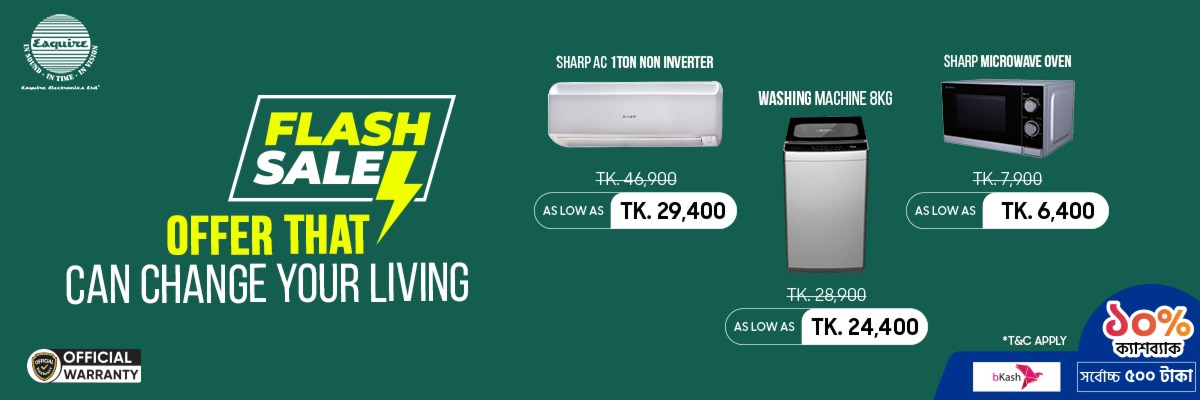 Esquire
IN SOUND · IN TIME · IN VISION
Esquire Electronics Ltd
FLASH
SALE
OFFER THAT
CAN CHANGE YOUR LIVING
OFFICIAL
OFFICIAL
WARRANTY
SHARP AC 1TON NON INVERTER
TK. 46,900
AS LOW AS TK. 29,400
WASHING MACHINE 8KG
TK. 28,900
AS LOW AS TK. 24,400
SHARP MICROWAVE OVEN
TK. 7,900
AS LOW AS TK. 6,400
*T&C APPLY
১০%
ক্যাশব্যাক
bKash
সর্বোচ্চ ৫০০ টাকা